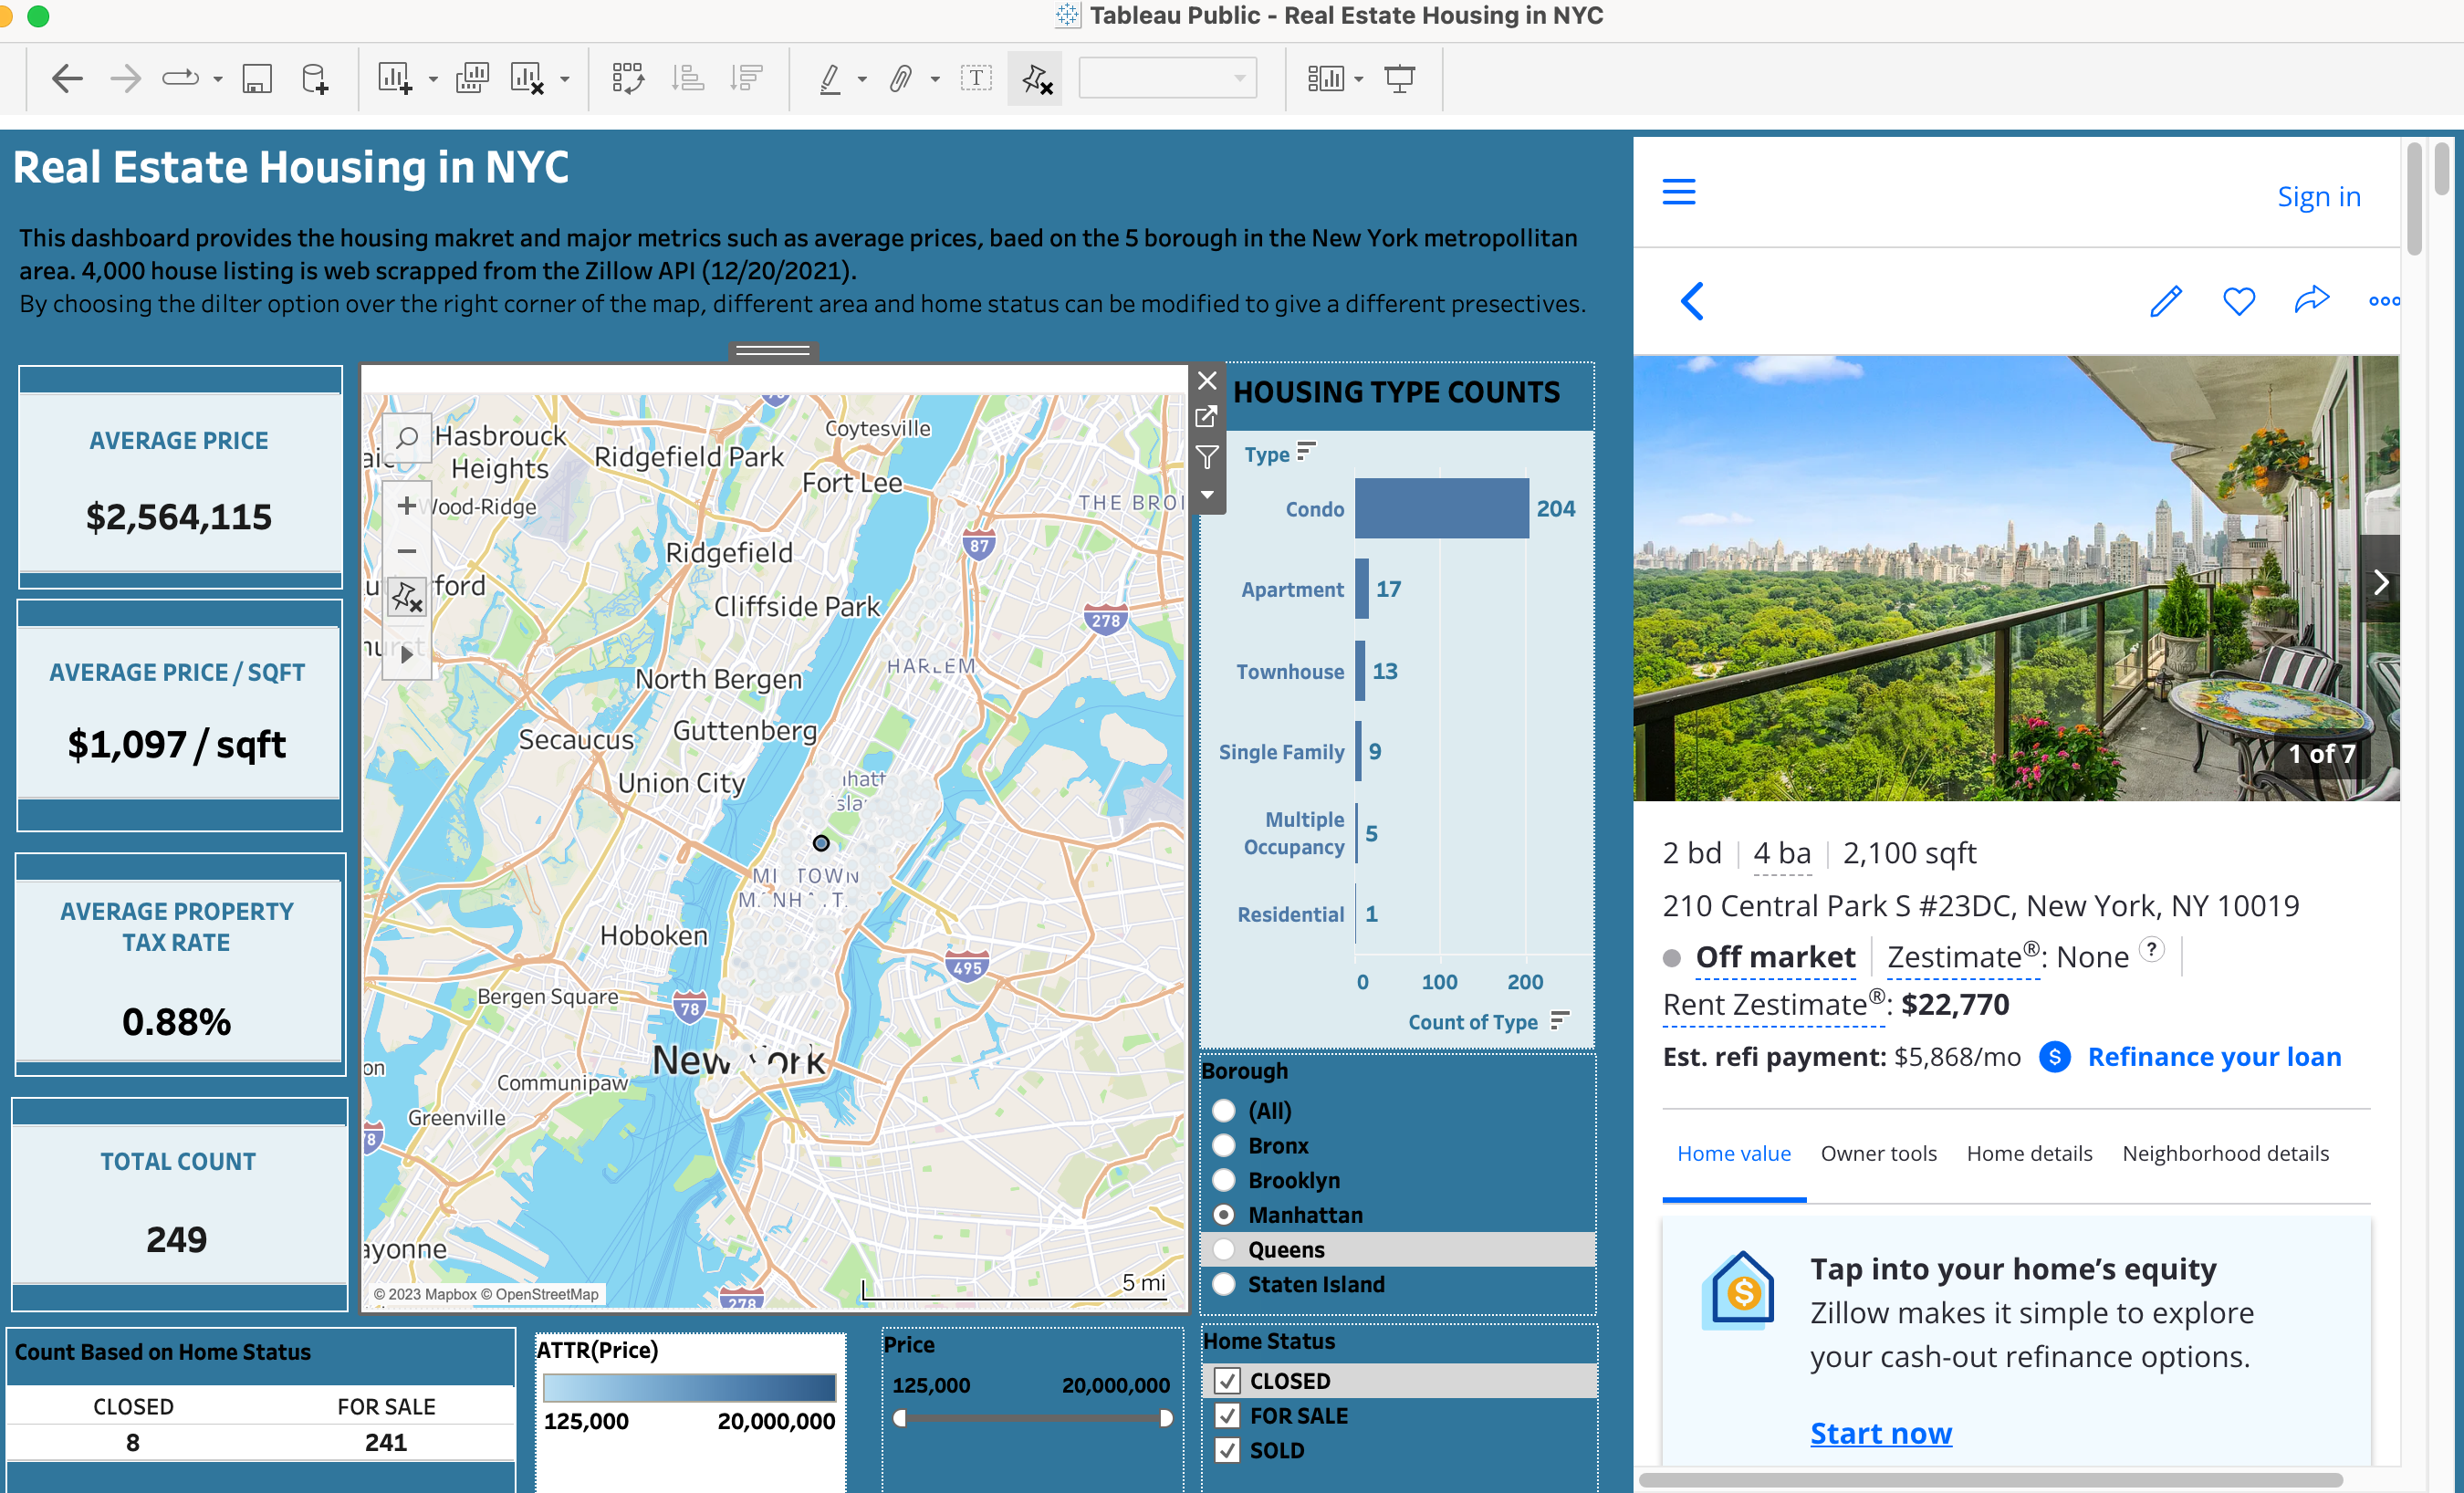 Tableau Public - Real Estate Housing in NYC
Real Estate Housing in NYC
This dashboard provides the housing makret and major metrics such as average prices, baed on the 5 borough in the New York metropollitan
area. 4,000 house listing is web scrapped from the Zillow API (12/20/2021).
By choosing the dilter option over the right corner of the map, different area and home status can be modified to give a different presectives.
AVERAGE PRICE
$2,564,115
AVERAGE PRICE / SQFT
$1,097 / sqft
AVERAGE PROPERTY
TAX RATE
0.88%
TOTAL COUNT
249
Coytesville
Hasbrouck
Heights
Ridgefield Park
Fort Lee
THE BRO
Wood-Ridge
87
Ridgefield
ford
Cliffside Park
278
HARLEM
North Bergen
Guttenberg
Secaucus
Union City
MI TOWN
Hoboken
495
Bergen Square
78
New York
Communipaw
Greenville
ayonne
© 2023 Mapbox © OpenStreetMap
278
5 mi
HOUSING TYPE COUNTS
Type
Condo 204
Apartment 17
Townhouse 13
Single Family 9
Multiple
Occupancy 5
Residential 1
0 100 200
Count of Type
Borough
(All)
Bronx
Brooklyn
Manhattan
Queens
Staten Island
Count Based on Home Status
CLOSED FOR SALE
8 241
ATTR(Price)
125,000 20,000,000
Price
125,000 20,000,000
Home Status
CLOSED
FOR SALE
SOLD
Sign in
1 of 7
2 bd 4 ba 2,100 sqft
210 Central Park S #23DC, New York, NY 10019
Off market Zestimate®: None ?
Rent Zestimate®: $22,770
Est. refi payment: $5,868/mo $ Refinance your loan
Home value Owner tools Home details Neighborhood details
Tap into your home’s equity
Zillow makes it simple to explore
your cash-out refinance options.
Start now